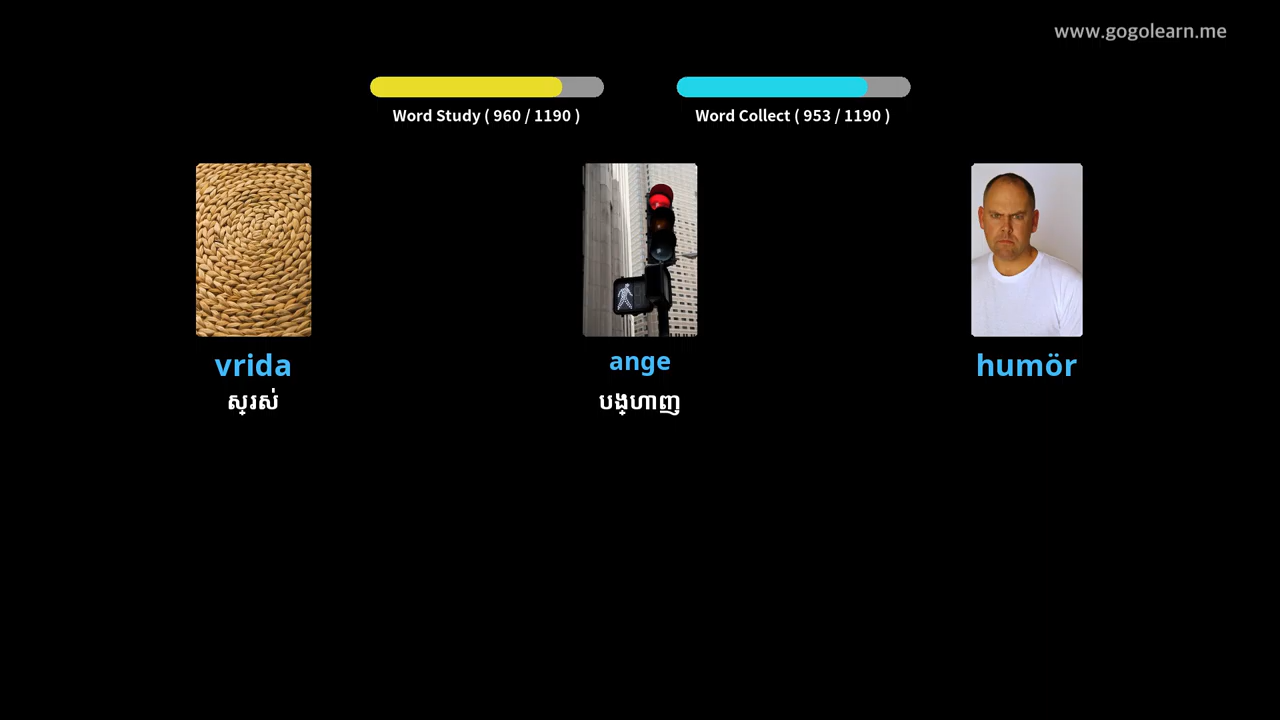 www.gogolearn.me
Word Study ( 960 / 1190 )
Word Collect ( 953 / 1190 )
vrida
ange
humör
ស្រស់
បង្ហាញ